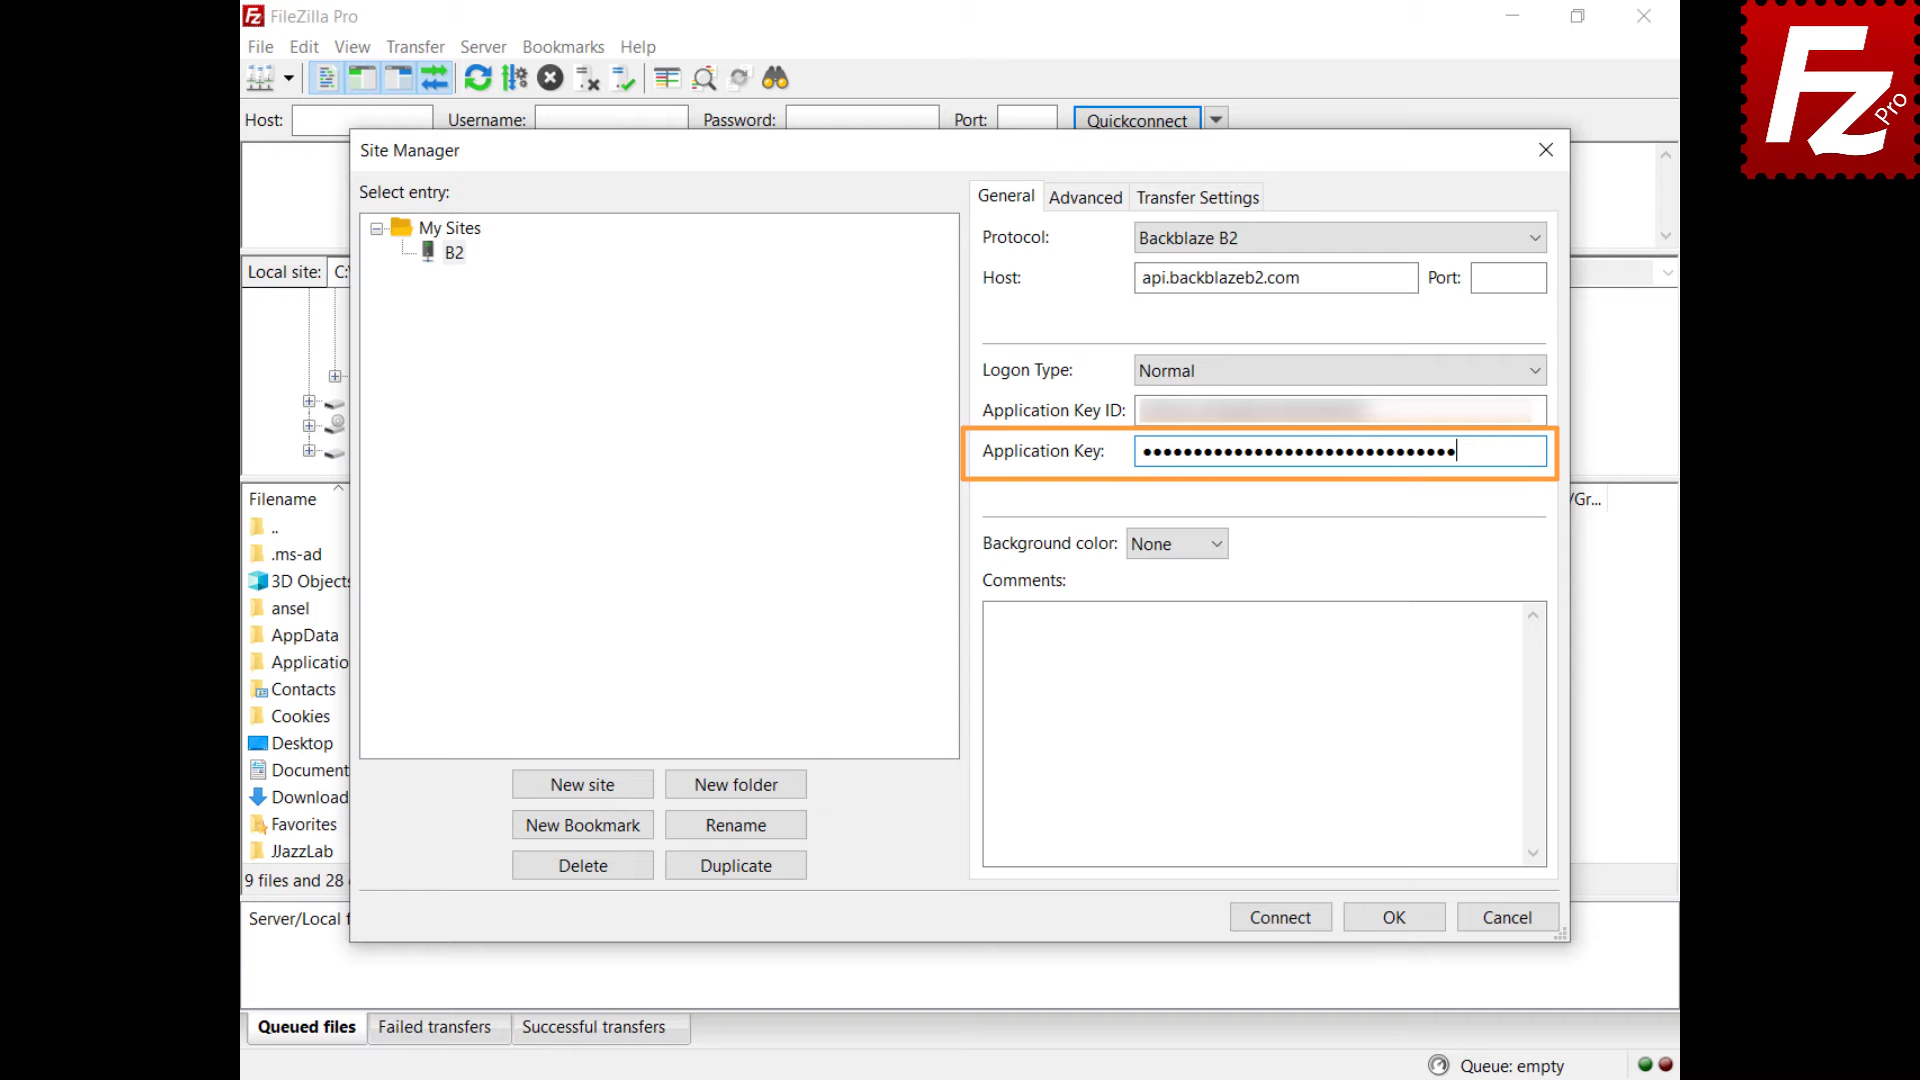 FileZilla Pro
File Edit View Transfer Server Bookmarks Help
Host: Username: Password: Port: Quickconnect
Site Manager
Select entry:
My Sites
B2
General Advanced Transfer Settings
Protocol: Backblaze B2
Host: api.backblazeb2.com Port:
Logon Type: Normal
Application Key ID:
Application Key: ●●●●●●●●●●●●●●●●●●●●●●●●●●●●●●●
Background color: None
Comments:
New site New folder
New Bookmark Rename
Delete Duplicate
Connect OK Cancel
Local site: C:
Filename
/Gr...
..
.ms-ad
3D Objects
ansel
AppData
Applicatio
Contacts
Cookies
Desktop
Document
Download
Favorites
JJazzLab
9 files and 28
Server/Local f
Queued files Failed transfers Successful transfers
Queue: empty
FZ Pro